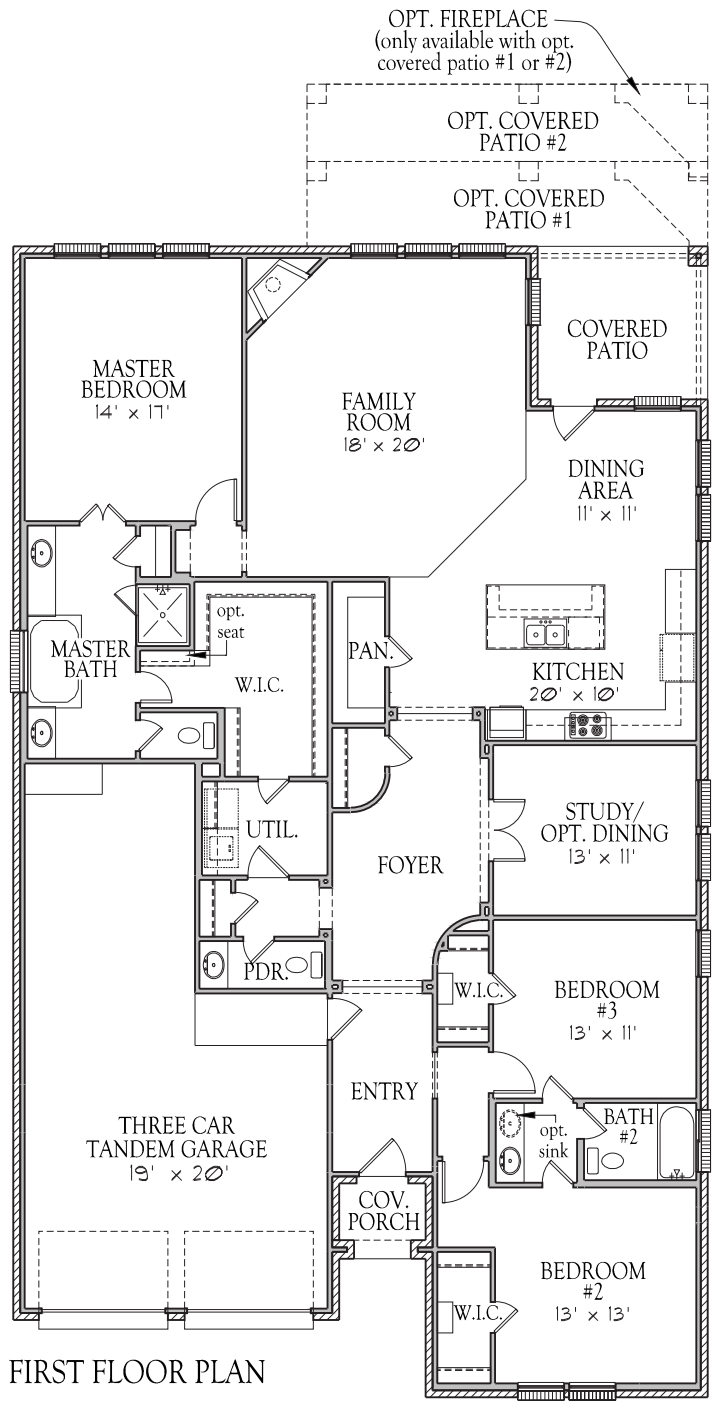 OPT. FIREPLACE
(only available with opt.
covered patio #1 or #2)
OPT. COVERED
PATIO #2
OPT. COVERED
PATIO #1
COVERED
PATIO
MASTER
BEDROOM
14' x 17'
FAMILY
ROOM
18' x 20'
DINING
AREA
11' x 11'
opt.
seat
MASTER
BATH
W.I.C.
PAN.
KITCHEN
20' x 10'
UTIL.
STUDY/
OPT. DINING
13' x 11'
FOYER
PDR.
W.I.C.
BEDROOM
#3
13' x 11'
ENTRY
THREE CAR
TANDEM GARAGE
19' x 20'
BATH
#2
opt.
sink
COV.
PORCH
BEDROOM
#2
13' x 13'
W.I.C.
FIRST FLOOR PLAN